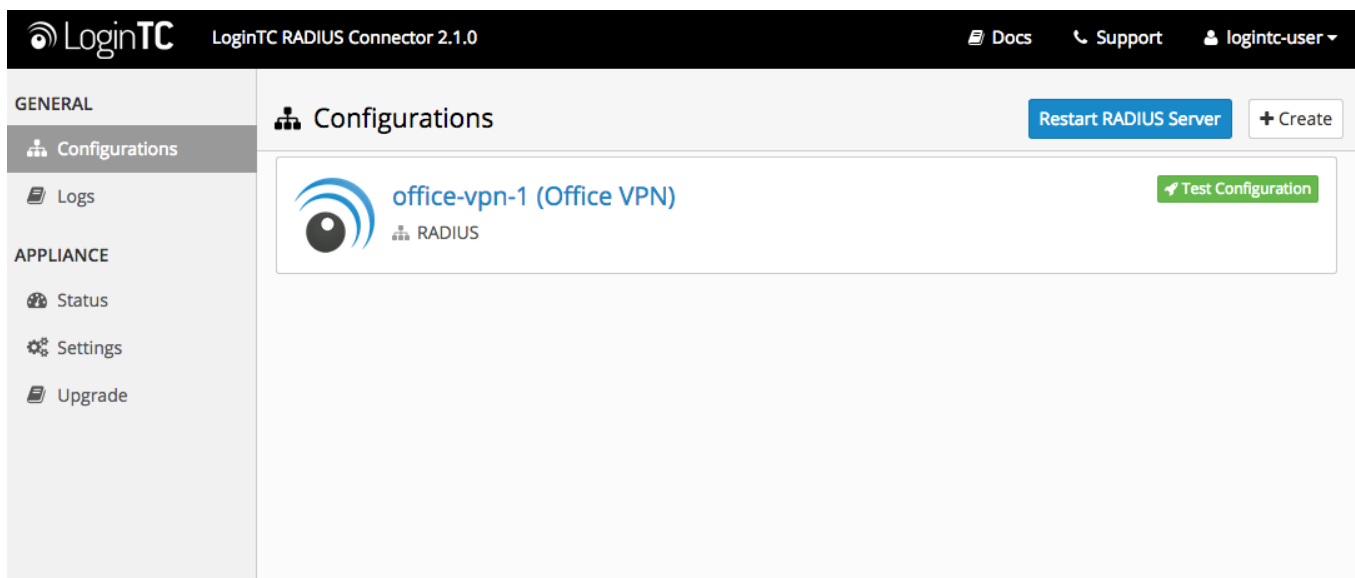 LoginTC LoginTC RADIUS Connector 2.1.0 Docs Support logintc-user
GENERAL
Configurations
Logs
APPLIANCE
Status
Settings
Upgrade
Configurations Restart RADIUS Server + Create
office-vpn-1 (Office VPN) Test Configuration
RADIUS